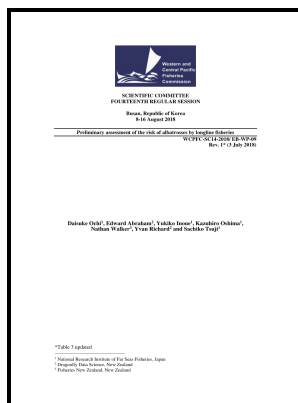 Western and
Central Pacific
Fisheries
Commission
SCIENTIFIC COMMITTEE
FOURTEENTH REGULAR SESSION
Busan, Republic of Korea
8-16 August 2018
Preliminary assessment of the risk of albatrosses by longline fisheries
WCPFC-SC14-2018/ EB-WP-09
Rev. 1* (3 July 2018)
Daisuke Ochi¹, Edward Abraham², Yukiko Inoue¹, Kazuhiro Oshima¹,
Nathan Walker³, Yvan Richard² and Sachiko Tsuji¹
*Table 3 updated
¹ National Research Institute of Far Seas Fisheries, Japan
² Dragonfly Data Science, New Zealand
³ Fisheries New Zealand, New Zealand